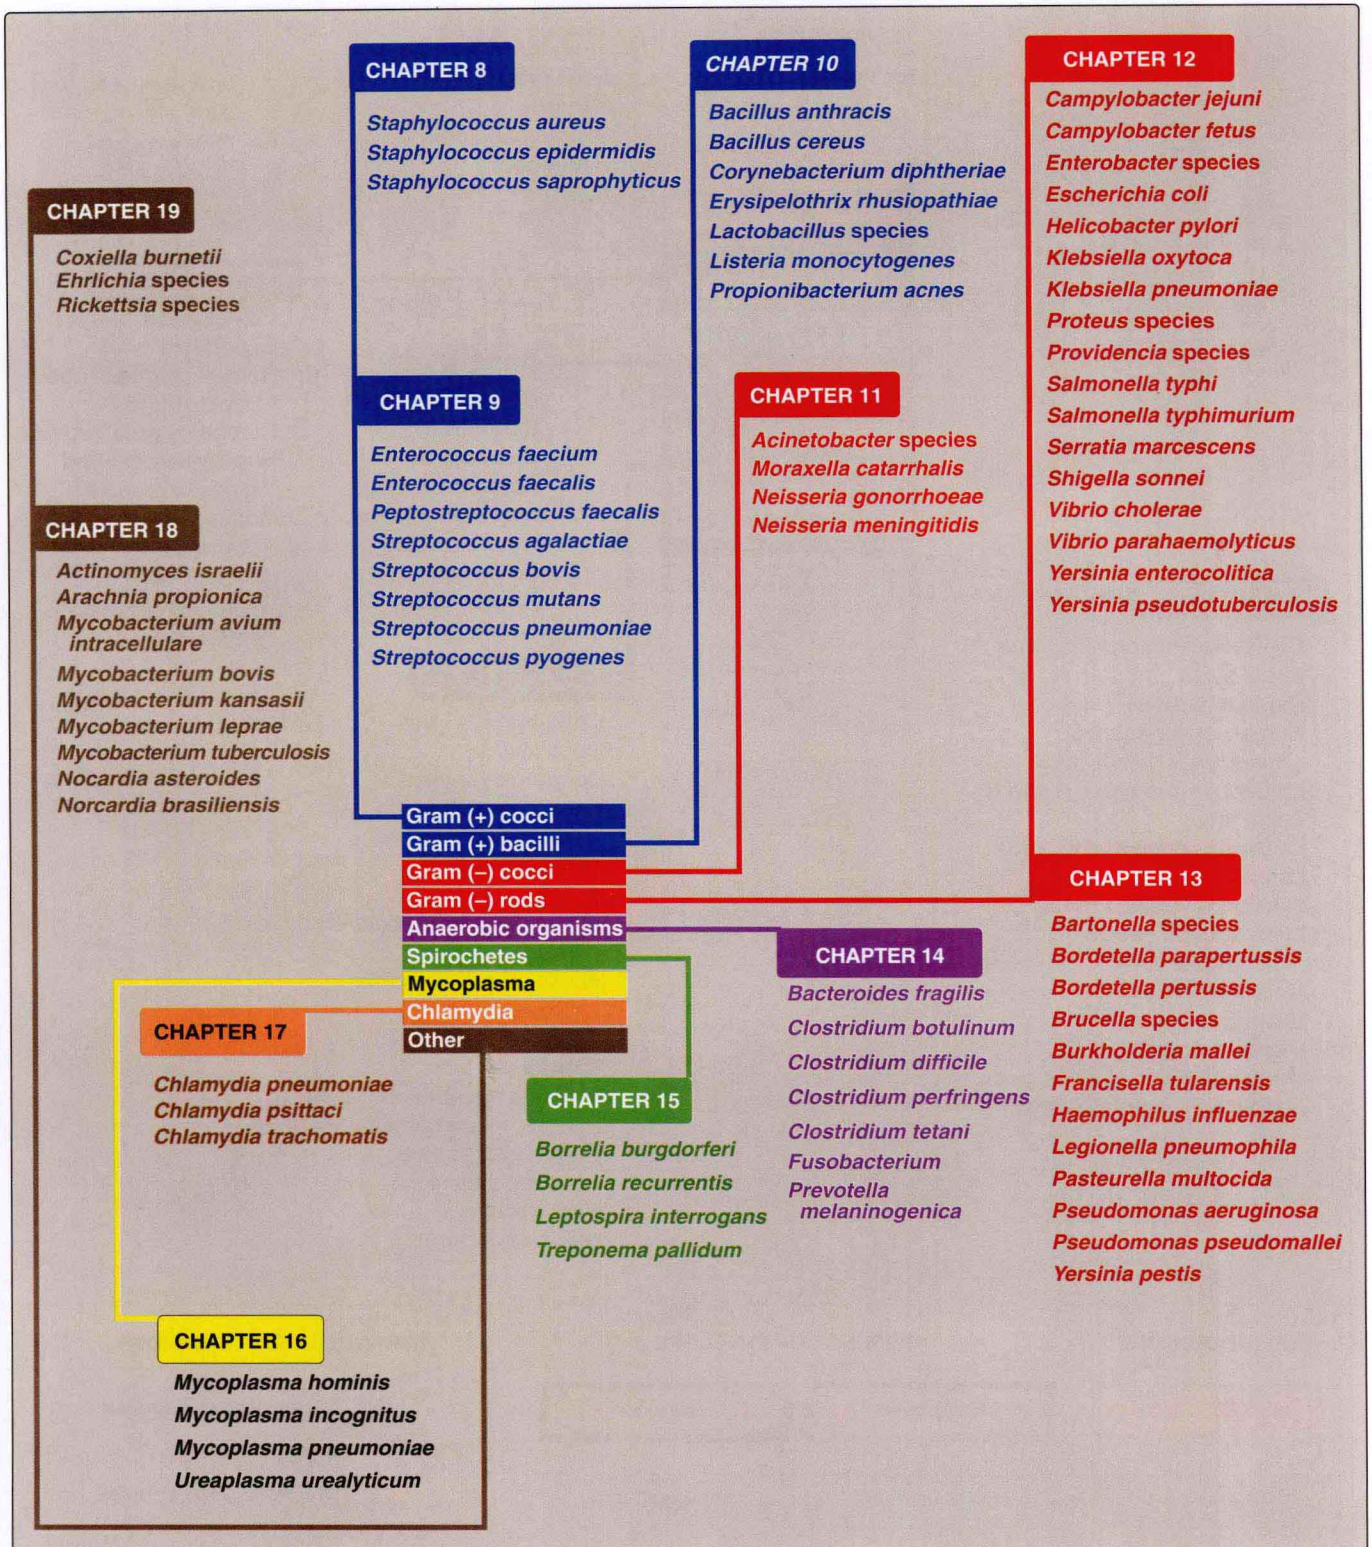 CHAPTER 8
Staphylococcus aureus
Staphylococcus epidermidis
Staphylococcus saprophyticus
CHAPTER 10
Bacillus anthracis
Bacillus cereus
Corynebacterium diphtheriae
Erysipelothrix rhusiopathiae
Lactobacillus species
Listeria monocytogenes
Propionibacterium acnes
CHAPTER 12
Campylobacter jejuni
Campylobacter fetus
Enterobacter species
Escherichia coli
Helicobacter pylori
Klebsiella oxytoca
Klebsiella pneumoniae
Proteus species
Providencia species
Salmonella typhi
Salmonella typhimurium
Serratia marcescens
Shigella sonnei
Vibrio cholerae
Vibrio parahaemolyticus
Yersinia enterocolitica
Yersinia pseudotuberculosis
CHAPTER 19
Coxiella burnetii
Ehrlichia species
Rickettsia species
CHAPTER 9
Enterococcus faecium
Enterococcus faecalis
Peptostreptococcus faecalis
Streptococcus agalactiae
Streptococcus bovis
Streptococcus mutans
Streptococcus pneumoniae
Streptococcus pyogenes
CHAPTER 11
Acinetobacter species
Moraxella catarrhalis
Neisseria gonorrhoeae
Neisseria meningitidis
CHAPTER 18
Actinomyces israelii
Arachnia propionica
Mycobacterium avium
intracellulare
Mycobacterium bovis
Mycobacterium kansasii
Mycobacterium leprae
Mycobacterium tuberculosis
Nocardia asteroides
Norcardia brasiliensis
Gram (+) cocci
Gram (+) bacilli
Gram (–) cocci
Gram (–) rods
Anaerobic organisms
Spirochetes
Mycoplasma
Chlamydia
Other
CHAPTER 13
Bartonella species
Bordetella parapertussis
Bordetella pertussis
Brucella species
Burkholderia mallei
Francisella tularensis
Haemophilus influenzae
Legionella pneumophila
Pasteurella multocida
Pseudomonas aeruginosa
Pseudomonas pseudomallei
Yersinia pestis
CHAPTER 14
Bacteroides fragilis
Clostridium botulinum
Clostridium difficile
Clostridium perfringens
Clostridium tetani
Fusobacterium
Prevotella
melaninogenica
CHAPTER 17
Chlamydia pneumoniae
Chlamydia psittaci
Chlamydia trachomatis
CHAPTER 15
Borrelia burgdorferi
Borrelia recurrentis
Leptospira interrogans
Treponema pallidum
CHAPTER 16
Mycoplasma hominis
Mycoplasma incognitus
Mycoplasma pneumoniae
Ureaplasma urealyticum